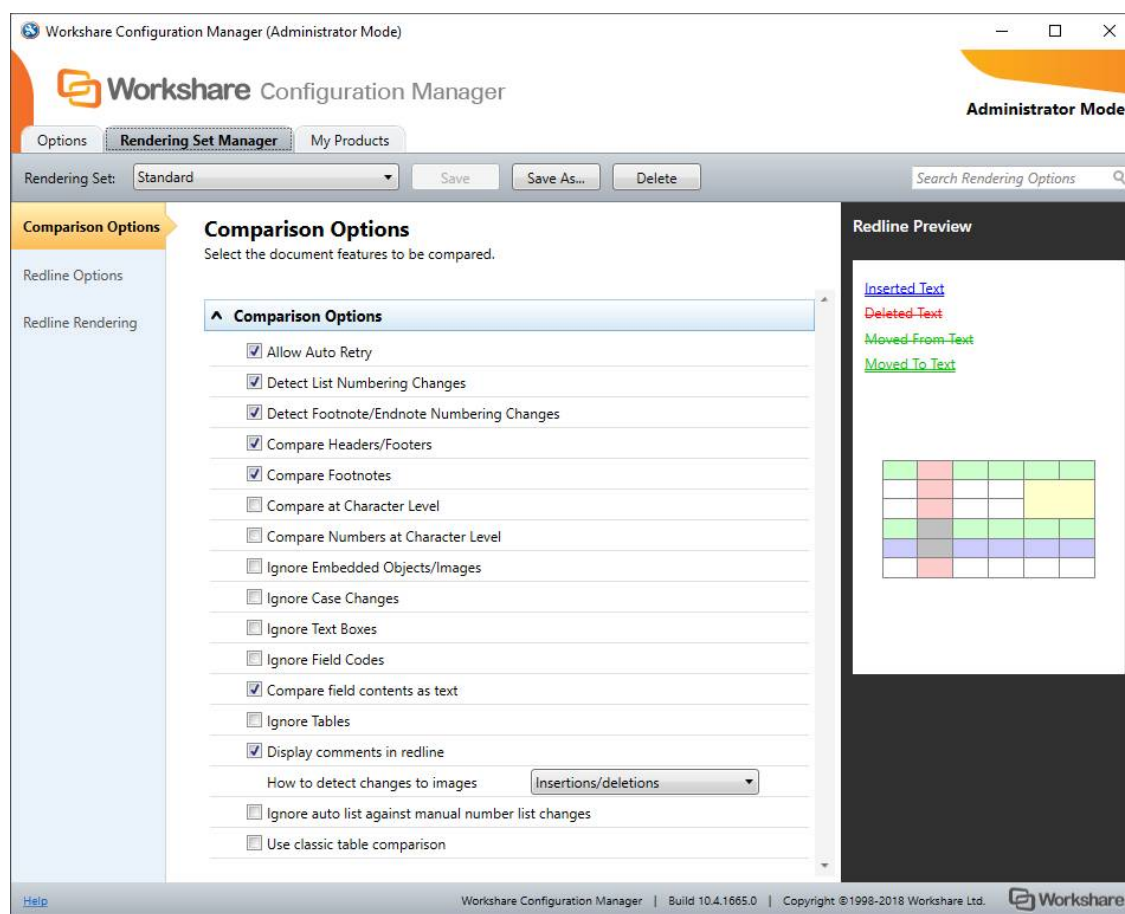 Workshare Configuration Manager (Administrator Mode)
Workshare Configuration Manager
Administrator Mode
Options Rendering Set Manager My Products
Rendering Set: Standard Save Save As... Delete Search Rendering Options
Comparison Options
Redline Options
Redline Rendering
Comparison Options
Select the document features to be compared.
Comparison Options
Allow Auto Retry
Detect List Numbering Changes
Detect Footnote/Endnote Numbering Changes
Compare Headers/Footers
Compare Footnotes
Compare at Character Level
Compare Numbers at Character Level
Ignore Embedded Objects/Images
Ignore Case Changes
Ignore Text Boxes
Ignore Field Codes
Compare field contents as text
Ignore Tables
Display comments in redline
How to detect changes to images Insertions/deletions
Ignore auto list against manual number list changes
Use classic table comparison
Redline Preview
Inserted Text
Deleted Text
Moved From Text
Moved To Text
Help Workshare Configuration Manager | Build 10.4.1665.0 | Copyright ©1998-2018 Workshare Ltd. Workshare